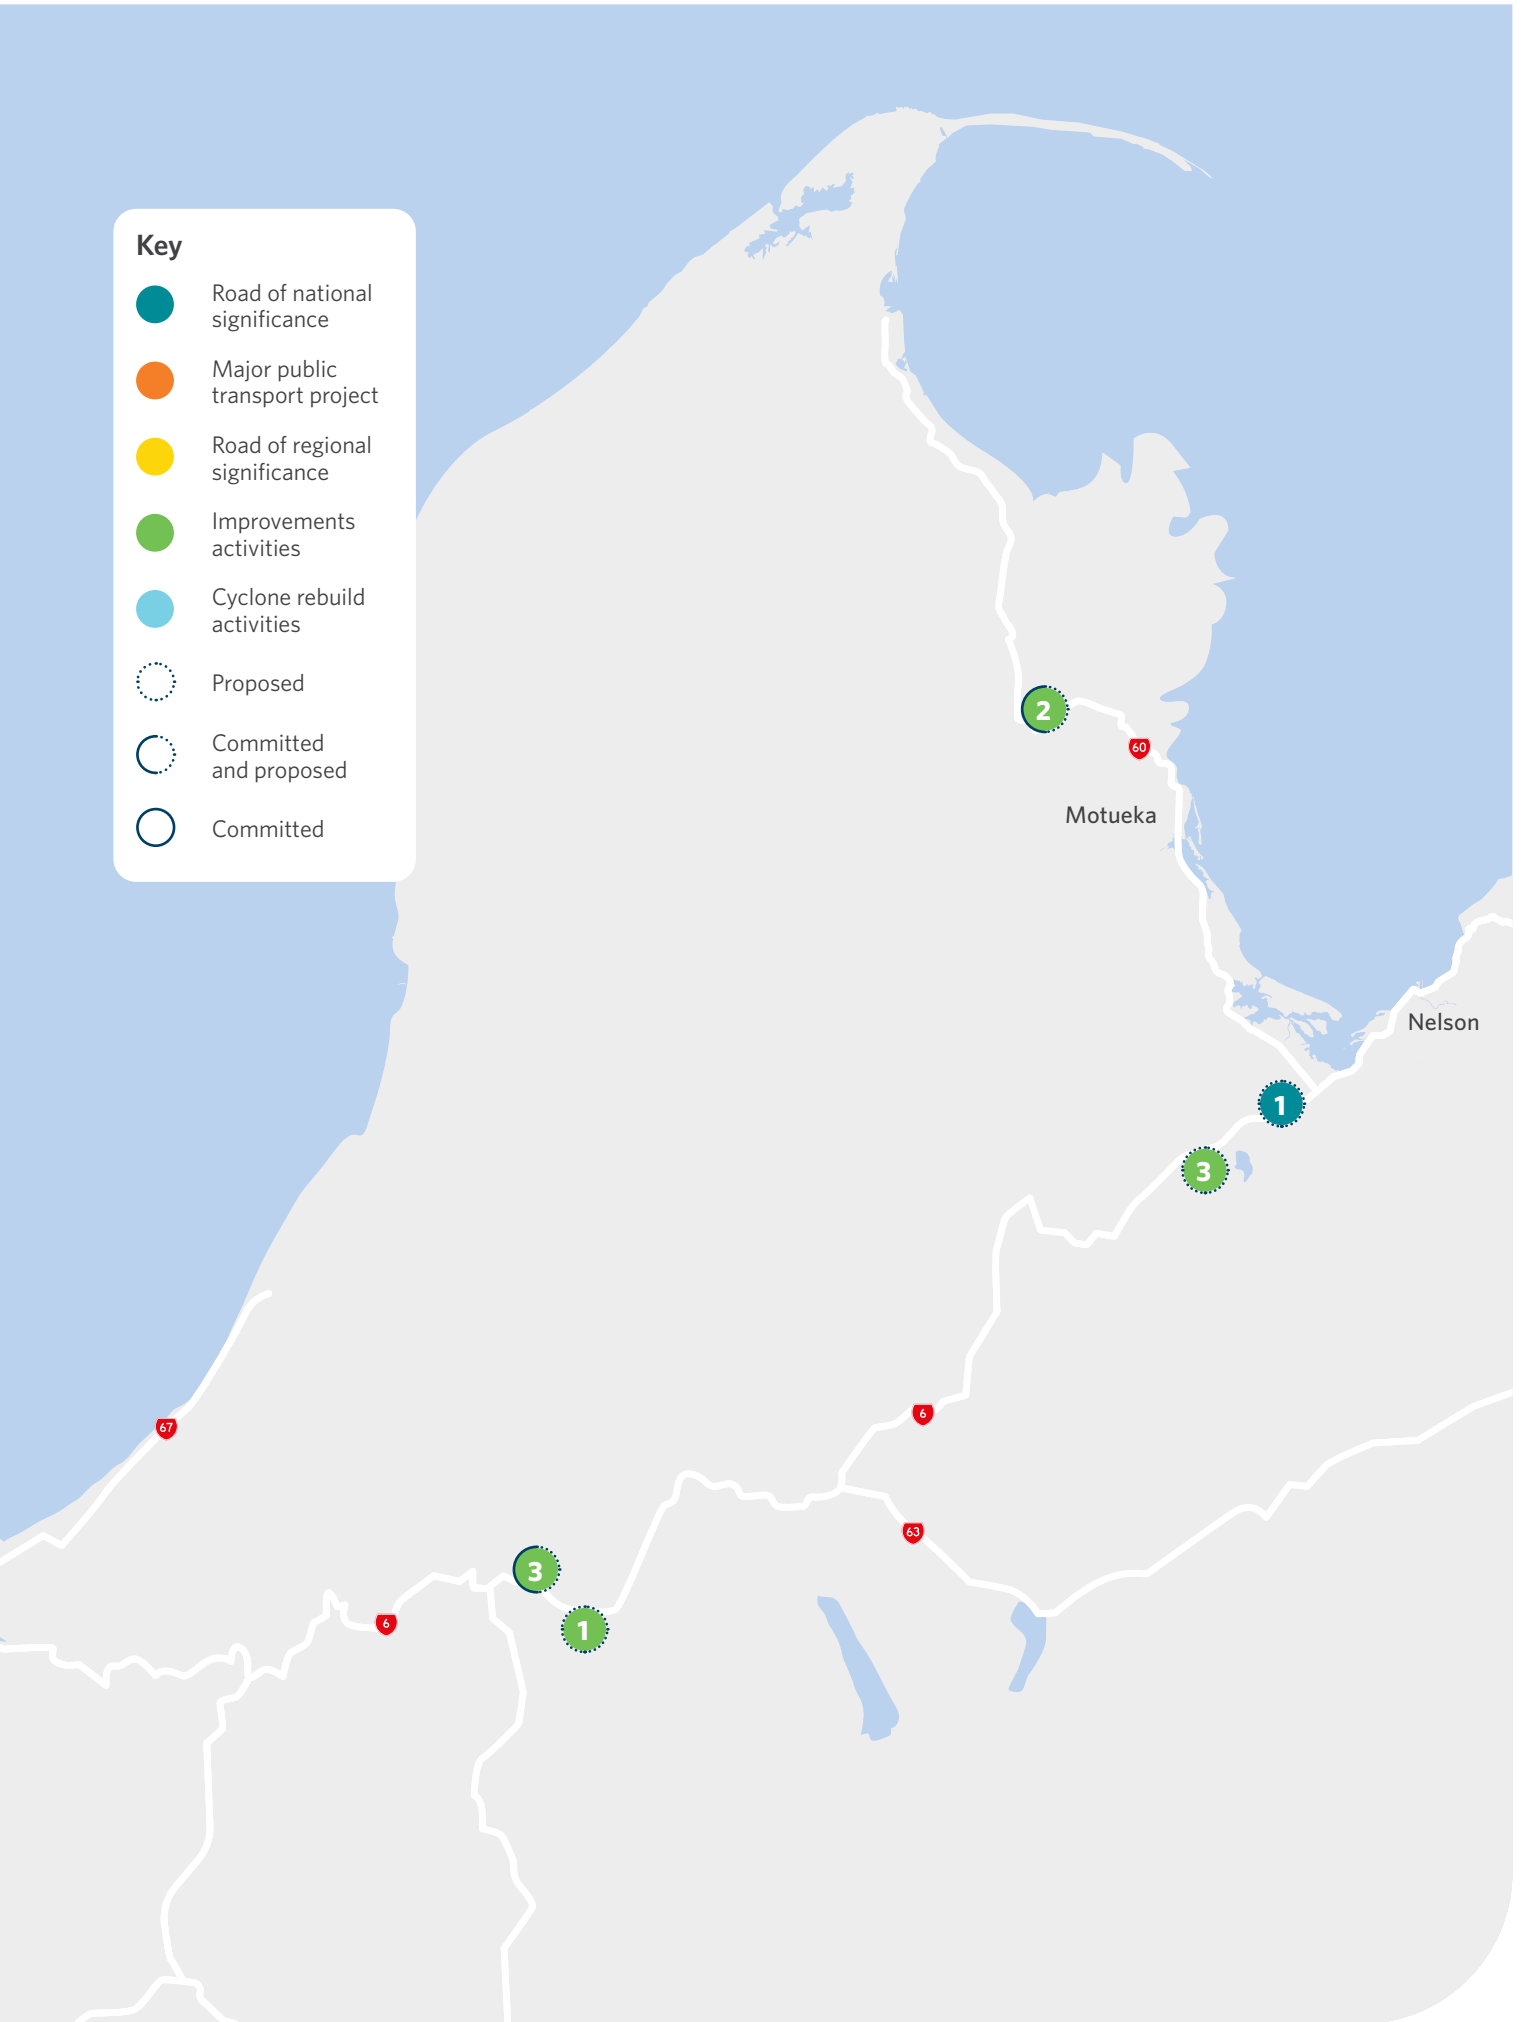 Key
Road of national
significance
Major public
transport project
Road of regional
significance
Improvements
activities
Cyclone rebuild
activities
Proposed
Committed
and proposed
Committed
2
60
Motueka
Nelson
1
3
6
67
63
3
6
1